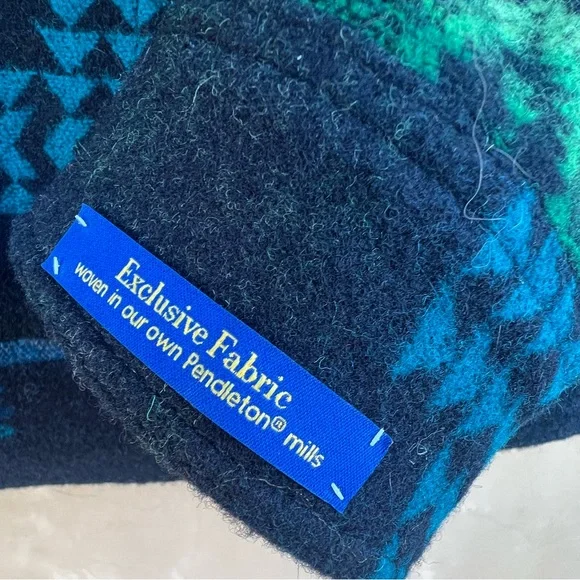 Exclusive Fabric
woven in our own Pendleton® mills